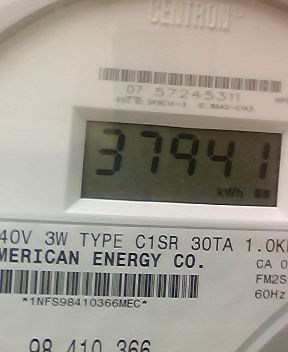 CENTRON
07 57245311
37941
kWh
40V 3W TYPE C1SR 30TA 1.0K
MERICAN ENERGY CO.
CA 0
FM2S
60Hz
*1NFS98410366MEC*
98 410 366